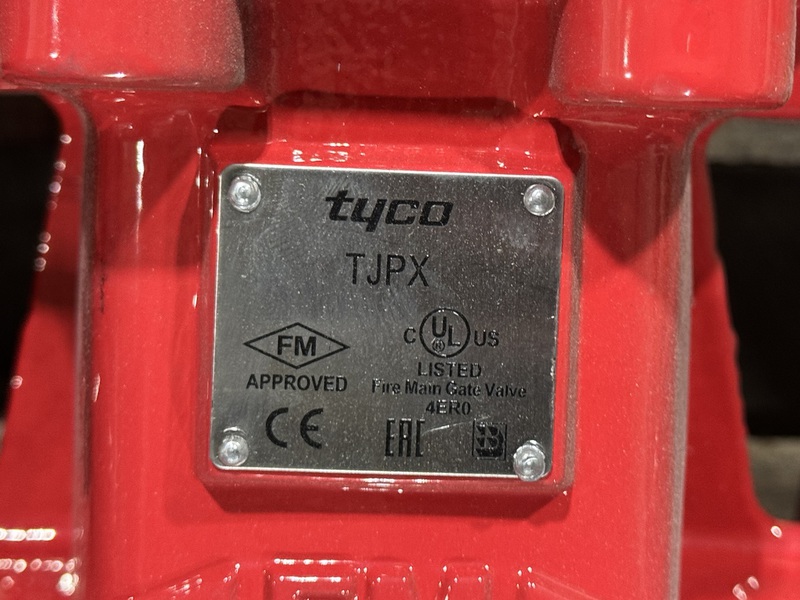 tyco
TJPX
FM
APPROVED
C UL US
®
LISTED
Fire Main Gate Valve
4ER0
CE
EAC